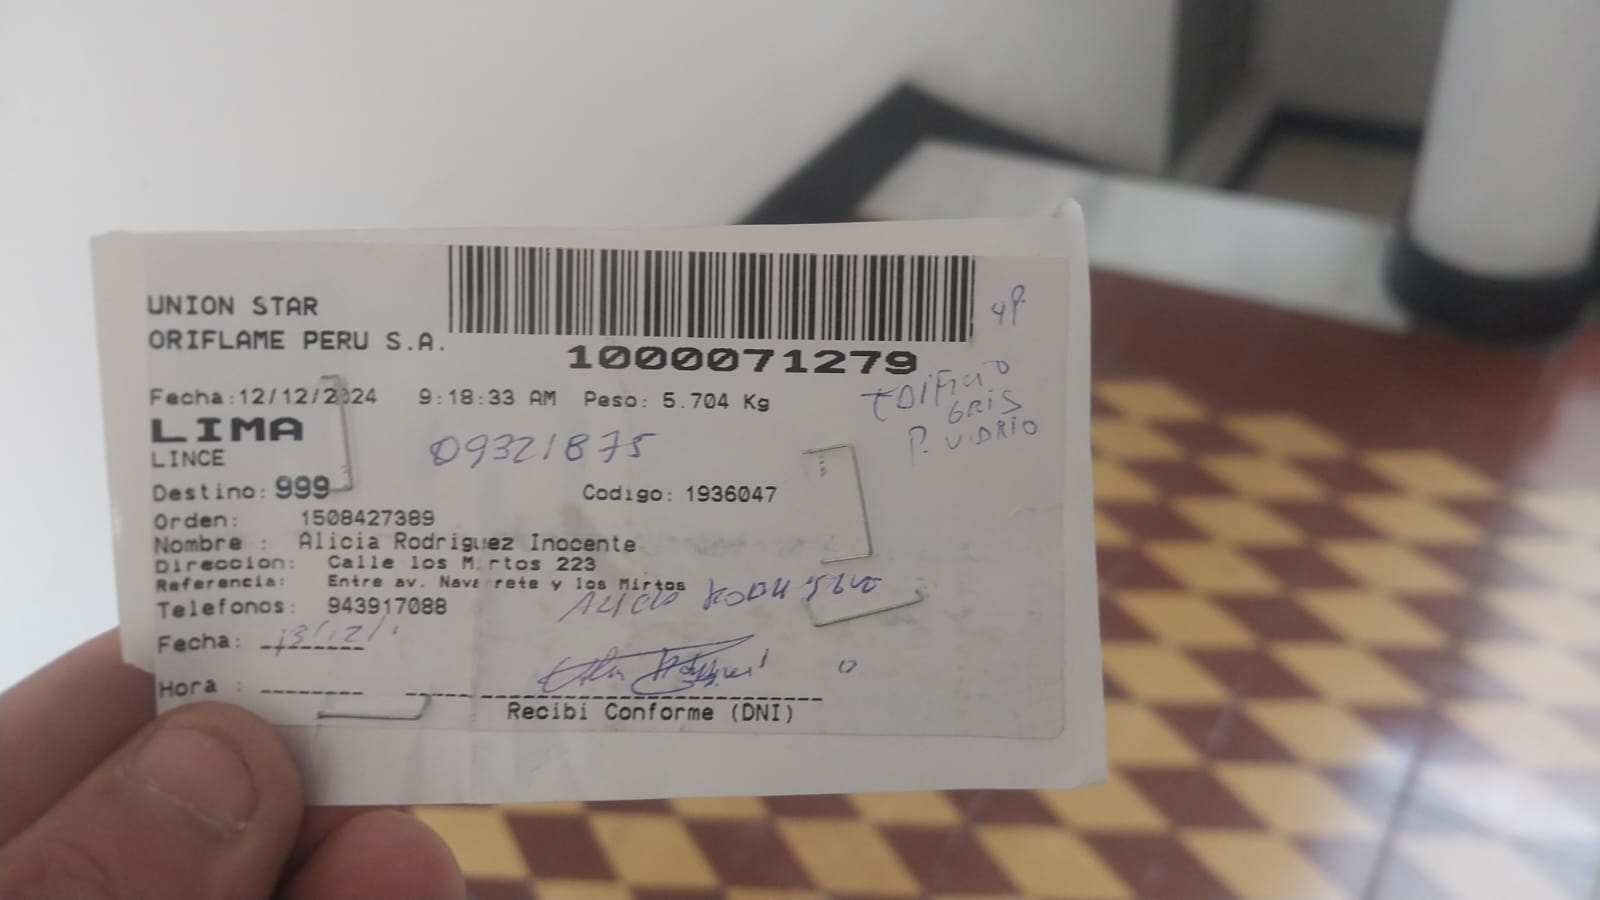 UNION STAR
ORIFLAME PERU S.A.
1000071279
4P.
EDIFICIO
GRIS
P. VIDRIO
Fecha:12/12/2024 9:18:33 AM Peso: 5.704 Kg
LIMA
LINCE
09321875
Destino: 999
Codigo: 1936047
Orden: 1508427389
Nombre : Alicia Rodriguez Inocente
Direccion: Calle los Mirtos 223
Referencia: Entre av. Navarrete y los Mirtos
Telefonos: 943917088
Alicia Rodriguez
Fecha: 13/12/
Hora :
Recibi Conforme (DNI)